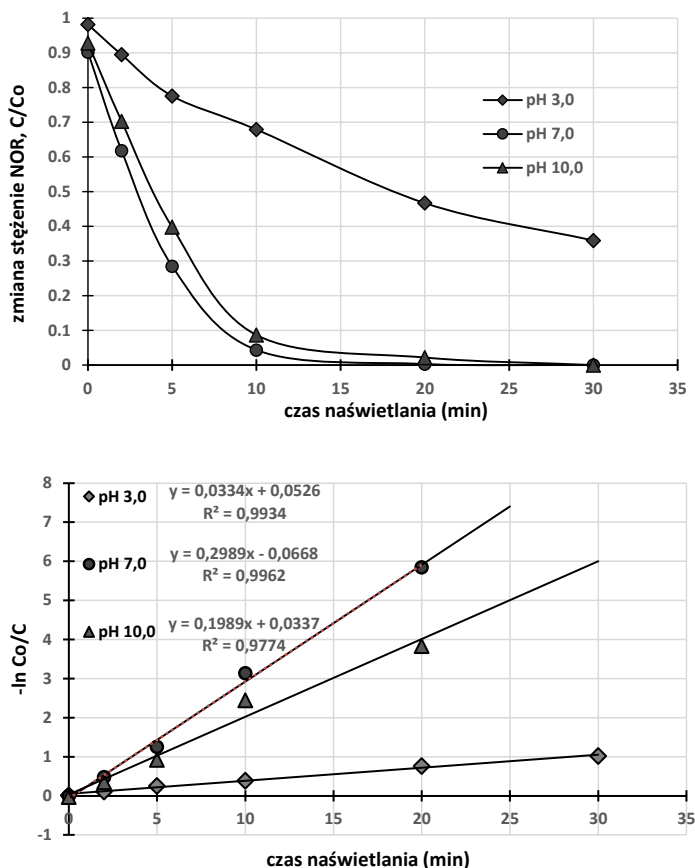 1
0.9
0.8
0.7
0.6
0.5
0.4
0.3
0.2
0.1
0
zmiana stężenie NOR, C/Co
pH 3,0
pH 7,0
pH 10,0
0 5 10 15 20 25 30 35
czas naświetlania (min)
8
7
6
5
4
3
2
1
0
-1
-ln Co/C
pH 3,0 y = 0,0334x + 0,0526
R² = 0,9934
pH 7,0 y = 0,2989x - 0,0668
R² = 0,9962
pH 10,0 y = 0,1989x + 0,0337
R² = 0,9774
0 5 10 15 20 25 30 35
czas naświetlania (min)